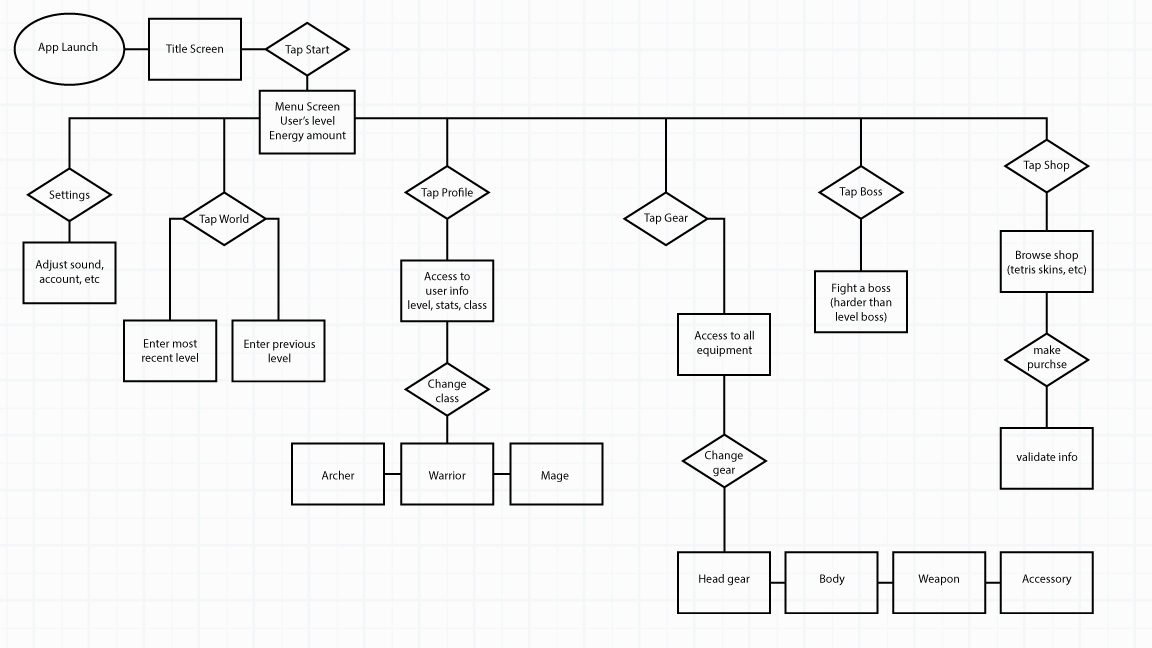 App Launch
Title Screen
Tap Start
Menu Screen
User's level
Energy amount
Settings
Adjust sound,
account, etc
Tap World
Enter most
recent level
Enter previous
level
Tap Profile
Access to
user info
level, stats, class
Change
class
Archer
Warrior
Mage
Tap Gear
Access to all
equipment
Change
gear
Head gear
Body
Weapon
Accessory
Tap Boss
Fight a boss
(harder than
level boss)
Tap Shop
Browse shop
(tetris skins, etc)
make
purchse
validate info